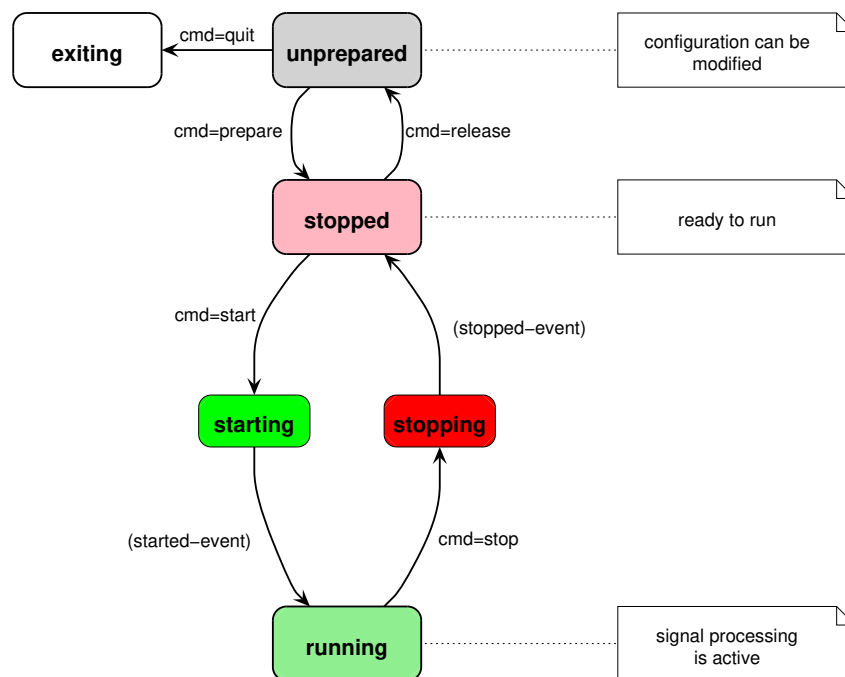 exiting
cmd=quit
unprepared
configuration can be
modified
cmd=prepare
cmd=release
stopped
ready to run
cmd=start
(stopped−event)
starting
stopping
(started−event)
cmd=stop
running
signal processing
is active